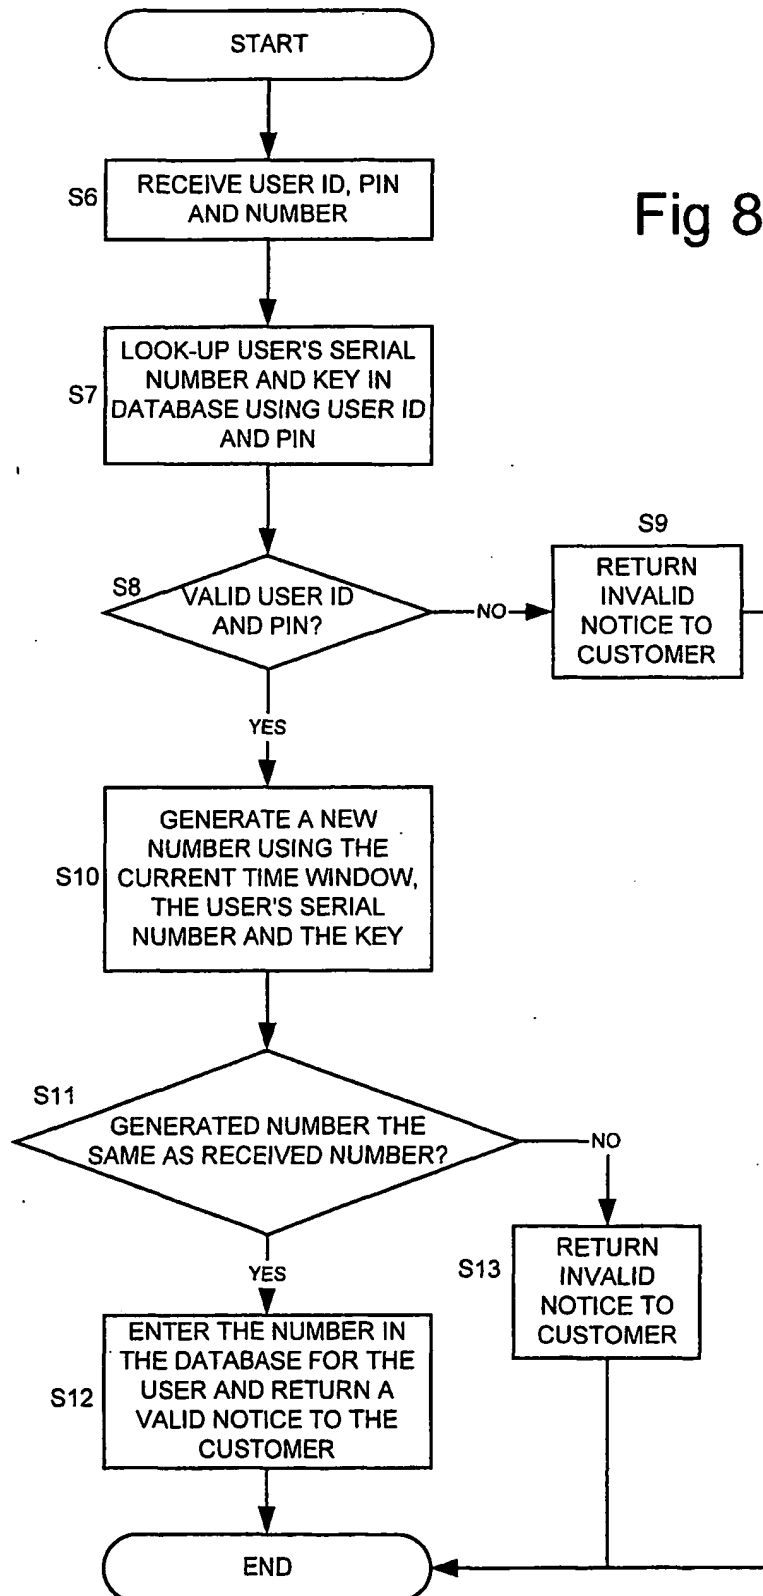 START
S6
RECEIVE USER ID, PIN
AND NUMBER
Fig 8
S7
LOOK-UP USER'S SERIAL
NUMBER AND KEY IN
DATABASE USING USER ID
AND PIN
S8
VALID USER ID
AND PIN?
NO
S9
RETURN
INVALID
NOTICE TO
CUSTOMER
YES
S10
GENERATE A NEW
NUMBER USING THE
CURRENT TIME WINDOW,
THE USER'S SERIAL
NUMBER AND THE KEY
S11
GENERATED NUMBER THE
SAME AS RECEIVED NUMBER?
NO
S13
RETURN
INVALID
NOTICE TO
CUSTOMER
YES
S12
ENTER THE NUMBER IN
THE DATABASE FOR THE
USER AND RETURN A
VALID NOTICE TO THE
CUSTOMER
END